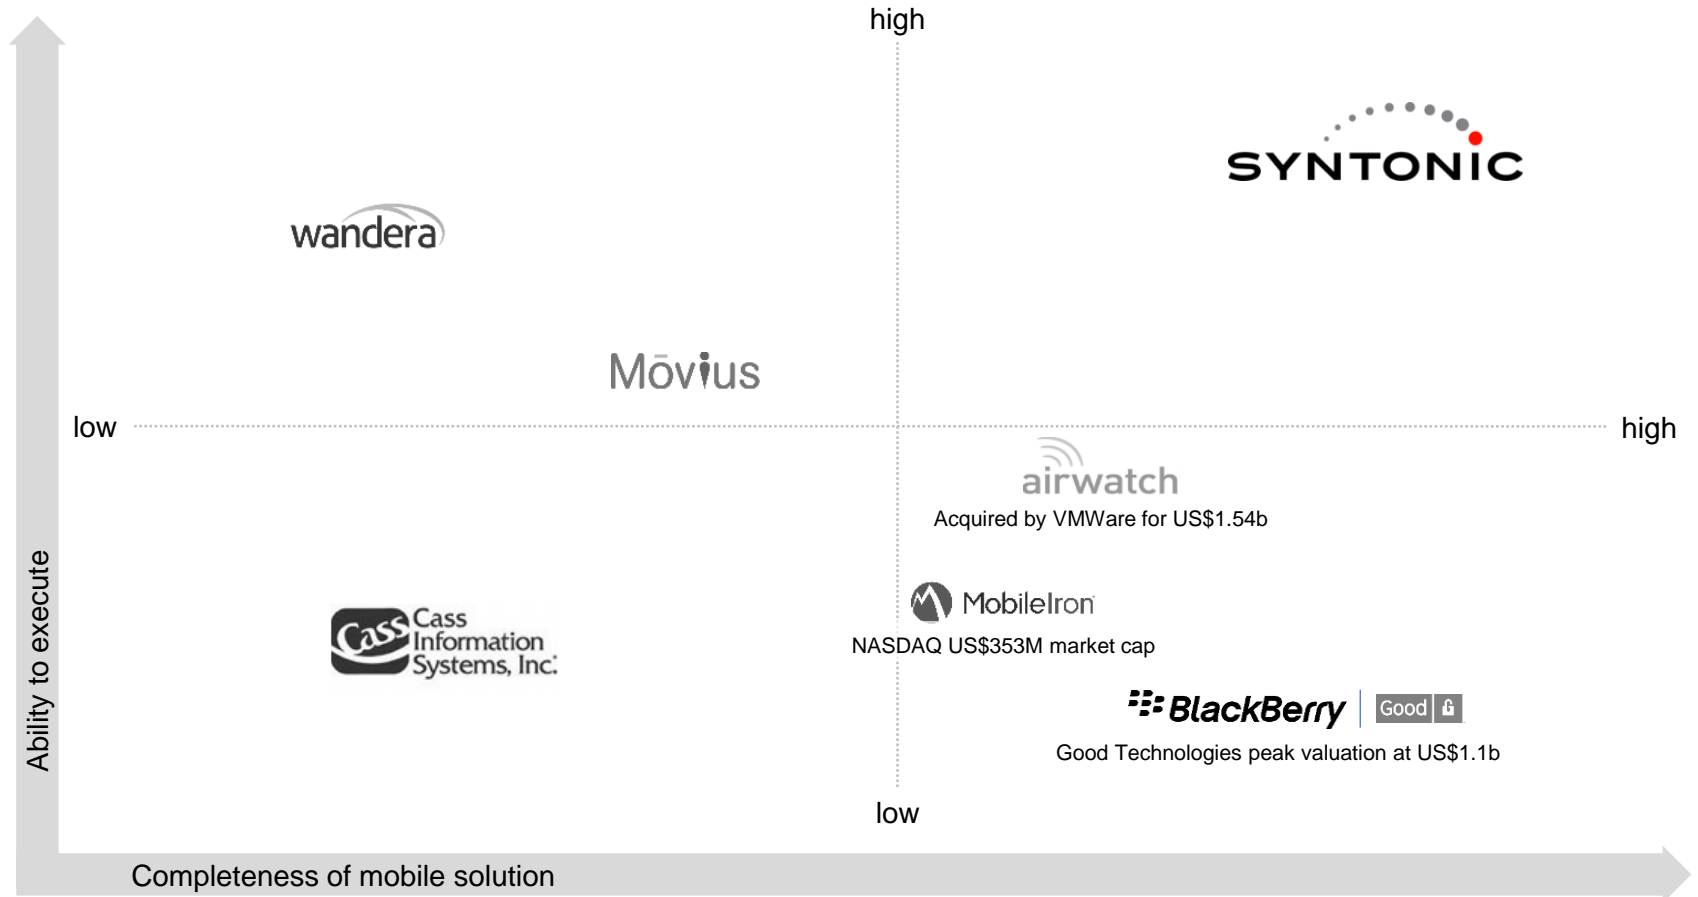 high
SYNTONIC
wandera
Mōvius
low
high
airwatch
Acquired by VMWare for US$1.54b
MobileIron
NASDAQ US$353M market cap
Cass
Cass
Information
Systems, Inc.
BlackBerry | Good
Good Technologies peak valuation at US$1.1b
low
Ability to execute
Completeness of mobile solution